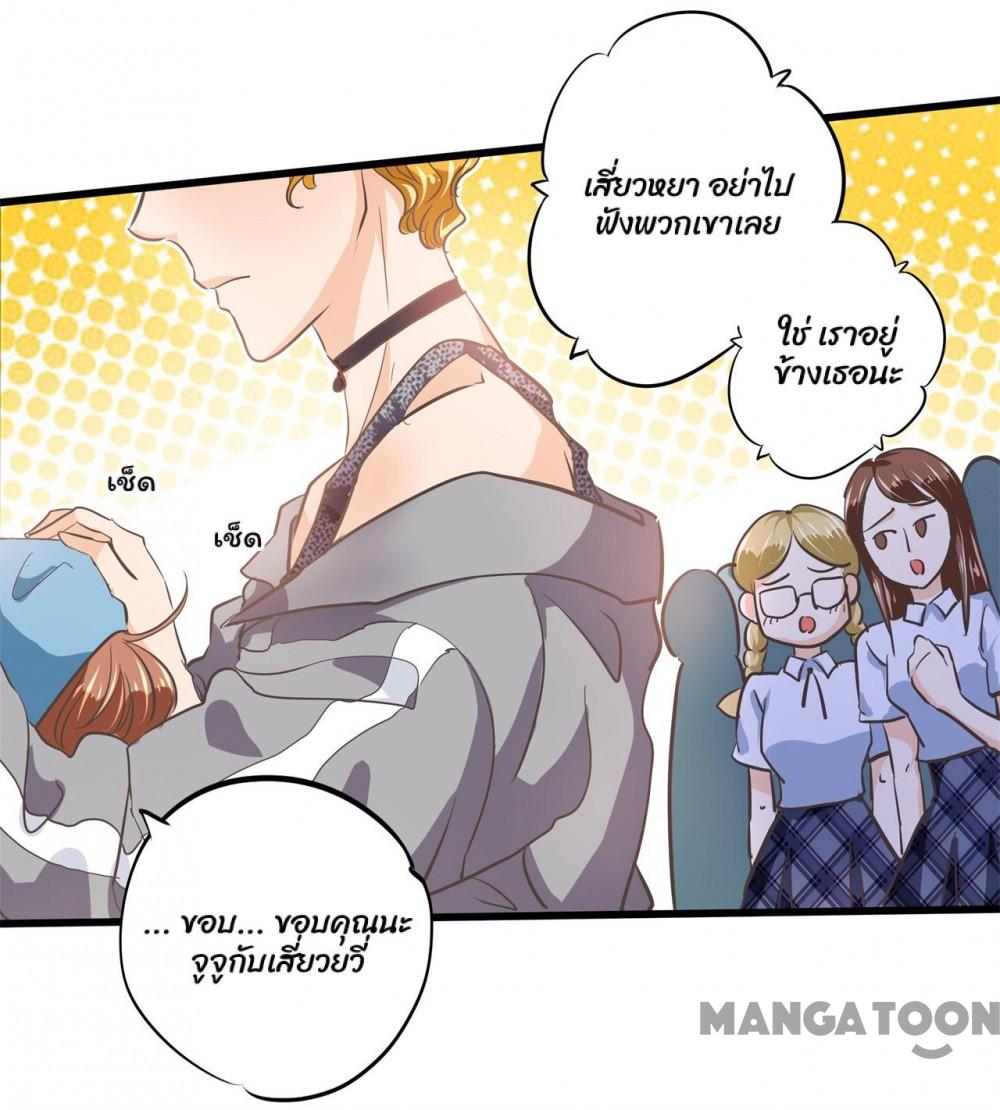 เสี่ยวหยา อย่าไป
ฟังพวกเขาเลย
ใช่ เราอยู่
ข้างเธอนะ
เช็ด
เช็ด
... ขอบ... ขอบคุณนะ
จูจูกับเสี่ยวยวี่
MANGATOON